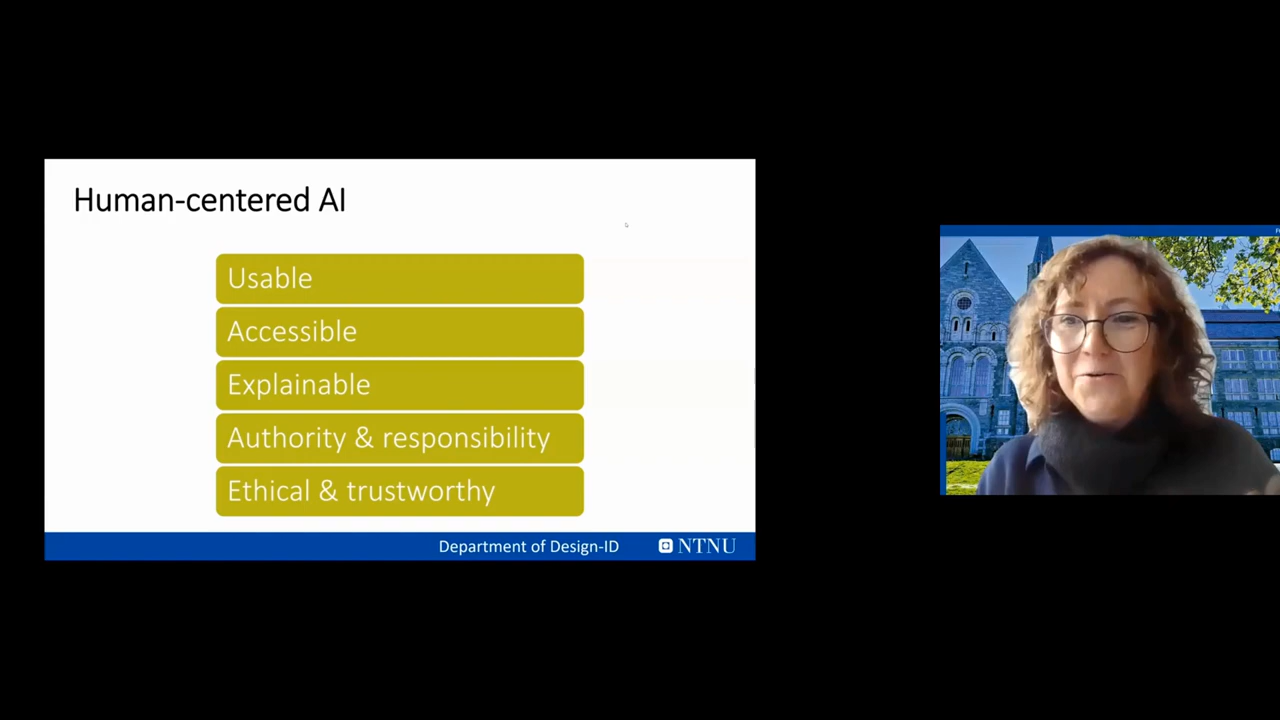 Human-centered AI
Usable
Accessible
Explainable
Authority & responsibility
Ethical & trustworthy
Department of Design-ID
NTNU